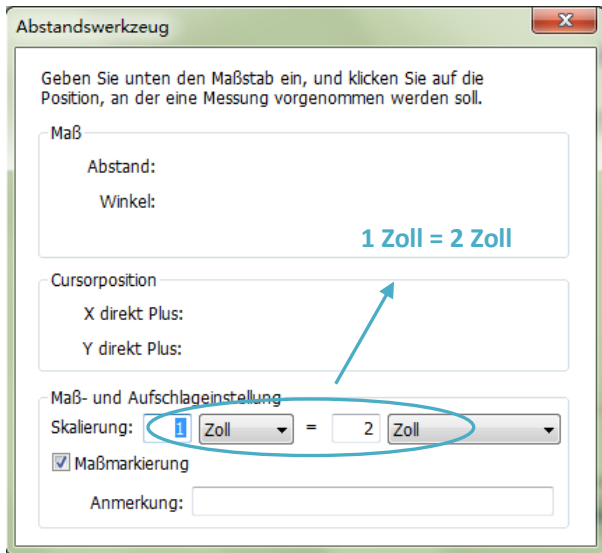 Abstandswerkzeug
Geben Sie unten den Maßstab ein, und klicken Sie auf die
Position, an der eine Messung vorgenommen werden soll.
Maß
Abstand:
Winkel:
1 Zoll = 2 Zoll
Cursorposition
X direkt Plus:
Y direkt Plus:
Maß- und Aufschlageinstellung
Skalierung: 1 Zoll = 2 Zoll
Maßmarkierung
Anmerkung: